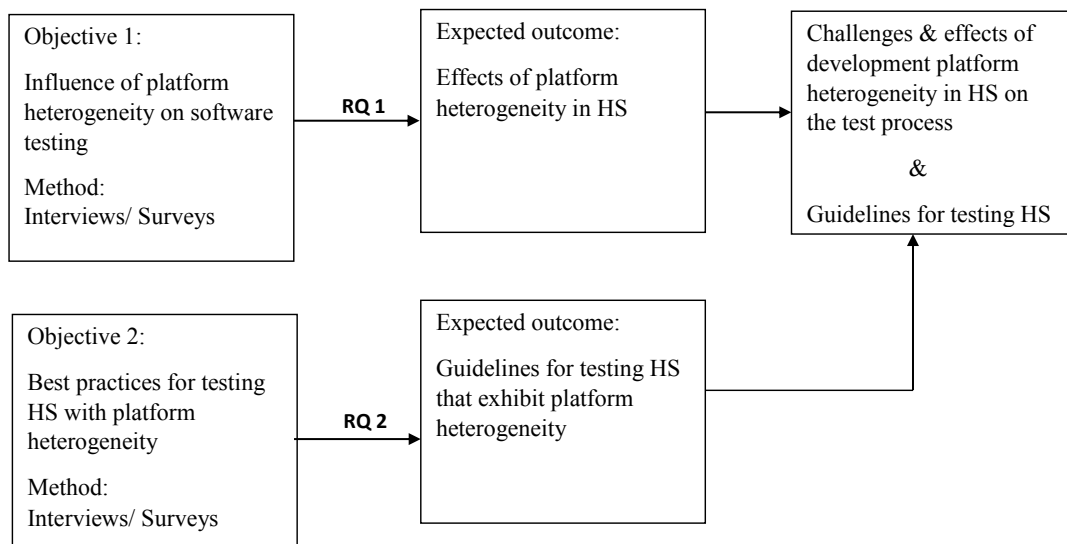 Objective 1:
Influence of platform
heterogeneity on software
testing
Method:
Interviews/ Surveys
RQ 1
Expected outcome:
Effects of platform
heterogeneity in HS
Challenges & effects of
development platform
heterogeneity in HS on
the test process
&
Guidelines for testing HS
Objective 2:
Best practices for testing
HS with platform
heterogeneity
Method:
Interviews/ Surveys
RQ 2
Expected outcome:
Guidelines for testing HS
that exhibit platform
heterogeneity